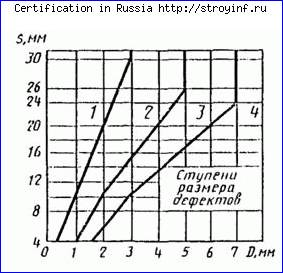 Certification in Russia http://stroyinf.ru
S, мм
30
26
24
20
16
12
8
4
1
2
3
4
Ступени
размера
дефектов
0 1 2 3 4 5 6 7 D, мм